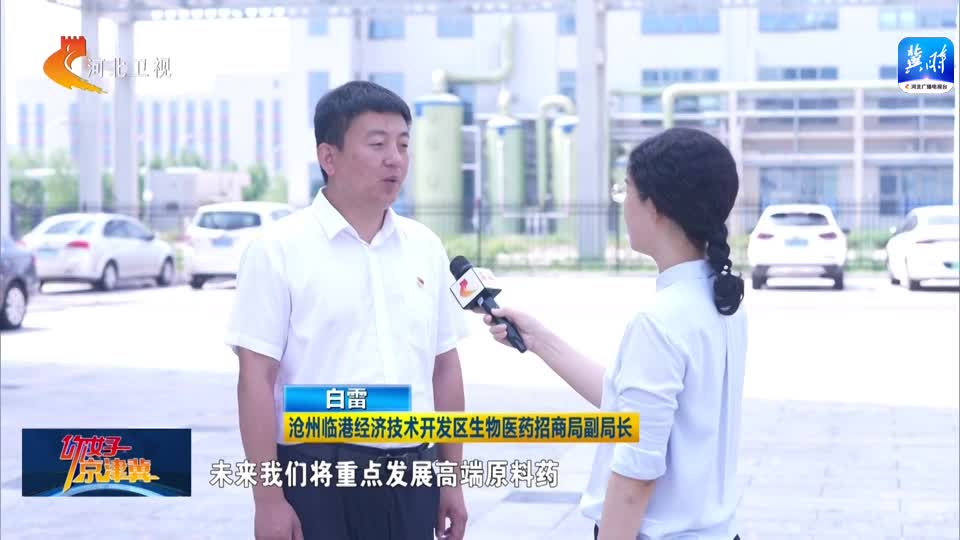 河北卫视
冀时
河北广播电视台
白雷
沧州临港经济技术开发区生物医药招商局副局长
你好
京津冀
未来我们将重点发展高端原料药